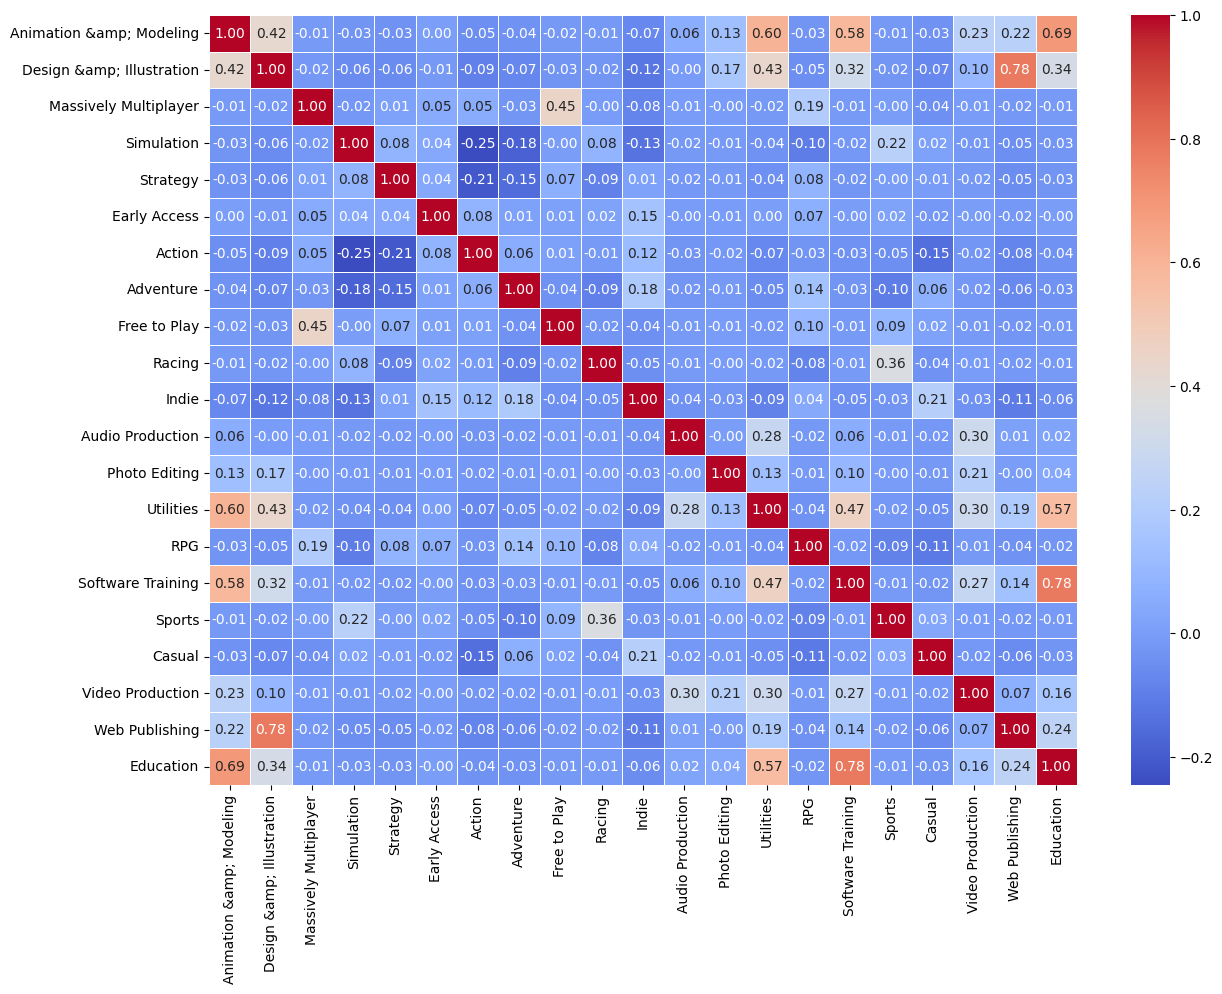 Animation &amp; Modeling 1.00 0.42 -0.01 -0.03 -0.03 0.00 -0.05 -0.04 -0.02 -0.01 -0.07 0.06 0.13 0.60 -0.03 0.58 -0.01 -0.03 0.23 0.22 0.69
Design &amp; Illustration 0.42 1.00 -0.02 -0.06 -0.06 -0.01 -0.09 -0.07 -0.03 -0.02 -0.12 -0.00 0.17 0.43 -0.05 0.32 -0.02 -0.07 0.10 0.78 0.34
Massively Multiplayer -0.01 -0.02 1.00 -0.02 0.01 0.05 0.05 -0.03 0.45 -0.00 -0.08 -0.01 -0.00 -0.02 0.19 -0.01 -0.00 -0.04 -0.01 -0.02 -0.01
Simulation -0.03 -0.06 -0.02 1.00 0.08 0.04 -0.25 -0.18 -0.00 0.08 -0.13 -0.02 -0.01 -0.04 -0.10 -0.02 0.22 0.02 -0.01 -0.05 -0.03
Strategy -0.03 -0.06 0.01 0.08 1.00 0.04 -0.21 -0.15 0.07 -0.09 0.01 -0.02 -0.01 -0.04 0.08 -0.02 -0.00 -0.01 -0.02 -0.05 -0.03
Early Access 0.00 -0.01 0.05 0.04 0.04 1.00 0.08 0.01 0.01 0.02 0.15 -0.00 -0.01 0.00 0.07 -0.00 0.02 -0.02 -0.00 -0.02 -0.00
Action -0.05 -0.09 0.05 -0.25 -0.21 0.08 1.00 0.06 0.01 -0.01 0.12 -0.03 -0.02 -0.07 -0.03 -0.03 -0.05 -0.15 -0.02 -0.08 -0.04
Adventure -0.04 -0.07 -0.03 -0.18 -0.15 0.01 0.06 1.00 -0.04 -0.09 0.18 -0.02 -0.01 -0.05 0.14 -0.03 -0.10 0.06 -0.02 -0.06 -0.03
Free to Play -0.02 -0.03 0.45 -0.00 0.07 0.01 0.01 -0.04 1.00 -0.02 -0.04 -0.01 -0.01 -0.02 0.10 -0.01 0.09 0.02 -0.01 -0.02 -0.01
Racing -0.01 -0.02 -0.00 0.08 -0.09 0.02 -0.01 -0.09 -0.02 1.00 -0.05 -0.01 -0.00 -0.02 -0.08 -0.01 0.36 -0.04 -0.01 -0.02 -0.01
Indie -0.07 -0.12 -0.08 -0.13 0.01 0.15 0.12 0.18 -0.04 -0.05 1.00 -0.04 -0.03 -0.09 0.04 -0.05 -0.03 0.21 -0.03 -0.11 -0.06
Audio Production 0.06 -0.00 -0.01 -0.02 -0.02 -0.00 -0.03 -0.02 -0.01 -0.01 -0.04 1.00 -0.00 0.28 -0.02 0.06 -0.01 -0.02 0.30 0.01 0.02
Photo Editing 0.13 0.17 -0.00 -0.01 -0.01 -0.01 -0.02 -0.01 -0.01 -0.00 -0.03 -0.00 1.00 0.13 -0.01 0.10 -0.00 -0.01 0.21 -0.00 0.04
Utilities 0.60 0.43 -0.02 -0.04 -0.04 0.00 -0.07 -0.05 -0.02 -0.02 -0.09 0.28 0.13 1.00 -0.04 0.47 -0.02 -0.05 0.30 0.19 0.57
RPG -0.03 -0.05 0.19 -0.10 0.08 0.07 -0.03 0.14 0.10 -0.08 0.04 -0.02 -0.01 -0.04 1.00 -0.02 -0.09 -0.11 -0.01 -0.04 -0.02
Software Training 0.58 0.32 -0.01 -0.02 -0.02 -0.00 -0.03 -0.03 -0.01 -0.01 -0.05 0.06 0.10 0.47 -0.02 1.00 -0.01 -0.02 0.27 0.14 0.78
Sports -0.01 -0.02 -0.00 0.22 -0.00 0.02 -0.05 -0.10 0.09 0.36 -0.03 -0.01 -0.00 -0.02 -0.09 -0.01 1.00 0.03 -0.01 -0.02 -0.01
Casual -0.03 -0.07 -0.04 0.02 -0.01 -0.02 -0.15 0.06 0.02 -0.04 0.21 -0.02 -0.01 -0.05 -0.11 -0.02 0.03 1.00 -0.02 -0.06 -0.03
Video Production 0.23 0.10 -0.01 -0.01 -0.02 -0.00 -0.02 -0.02 -0.01 -0.01 -0.03 0.30 0.21 0.30 -0.01 0.27 -0.01 -0.02 1.00 0.07 0.16
Web Publishing 0.22 0.78 -0.02 -0.05 -0.05 -0.02 -0.08 -0.06 -0.02 -0.02 -0.11 0.01 -0.00 0.19 -0.04 0.14 -0.02 -0.06 0.07 1.00 0.24
Education 0.69 0.34 -0.01 -0.03 -0.03 -0.00 -0.04 -0.03 -0.01 -0.01 -0.06 0.02 0.04 0.57 -0.02 0.78 -0.01 -0.03 0.16 0.24 1.00
Animation &amp; Modeling
Design &amp; Illustration
Massively Multiplayer
Simulation
Strategy
Early Access
Action
Adventure
Free to Play
Racing
Indie
Audio Production
Photo Editing
Utilities
RPG
Software Training
Sports
Casual
Video Production
Web Publishing
Education
1.0
0.8
0.6
0.4
0.2
0.0
−0.2